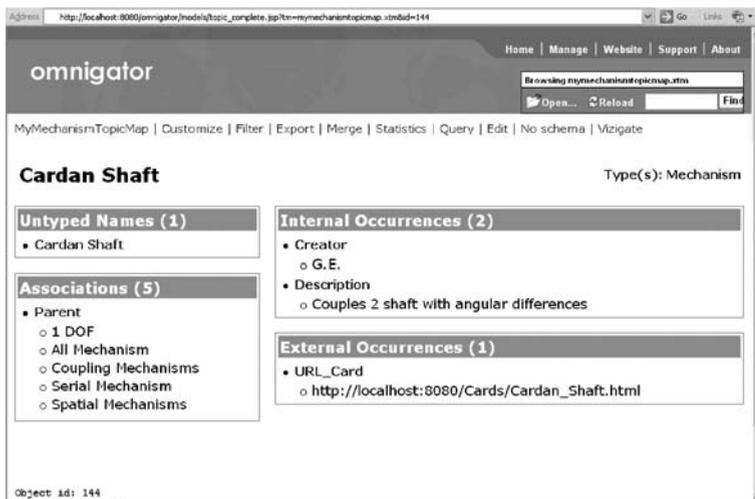 Address http://localhost:8080/omnigator/models/topic_complete.jsp?tm=mymechanismtopicmap.xtm&id=144 Go Links
Home | Manage | Website | Support | About
omnigator
Browsing mymechanismtopicmap.xtm
Open... Reload Find
MyMechanismTopicMap | Customize | Filter | Export | Merge | Statistics | Query | Edit | No schema | Vizigate
Cardan Shaft
Type(s): Mechanism
Untyped Names (1)
• Cardan Shaft
Associations (5)
• Parent
o 1 DOF
o All Mechanism
o Coupling Mechanisms
o Serial Mechanism
o Spatial Mechanisms
Internal Occurrences (2)
• Creator
o G.E.
• Description
o Couples 2 shaft with angular differences
External Occurrences (1)
• URL_Card
o http://localhost:8080/Cards/Cardan_Shaft.html
Object id: 144